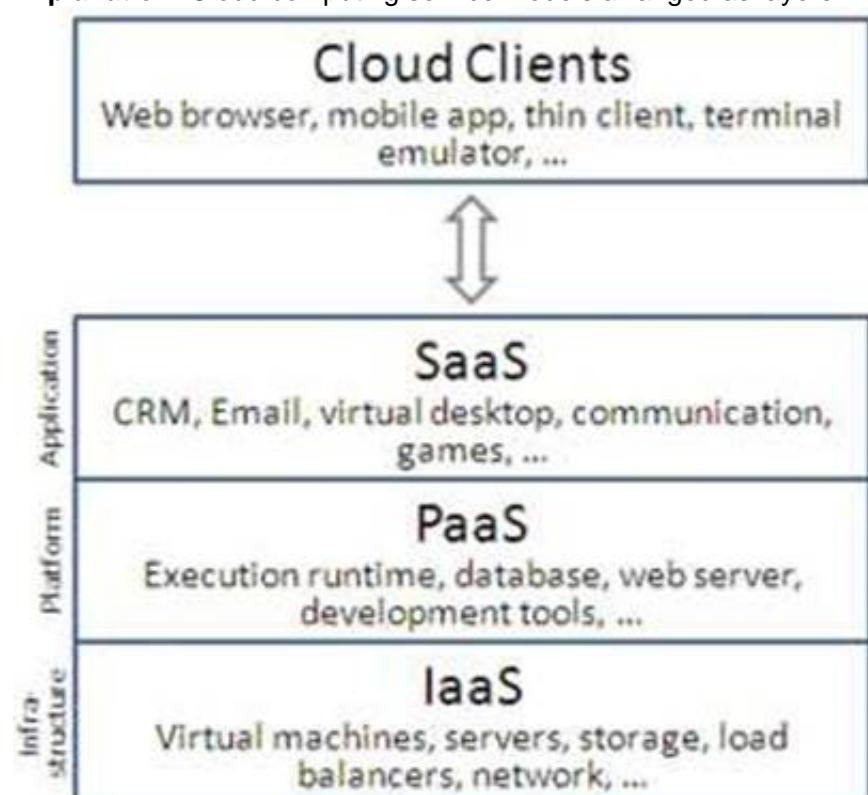 Cloud Clients
Web browser, mobile app, thin client, terminal
emulator, ...
Application
SaaS
CRM, Email, virtual desktop, communication,
games, ...
Platform
PaaS
Execution runtime, database, web server,
development tools, ...
Infra-
structure
IaaS
Virtual machines, servers, storage, load
balancers, network, ...